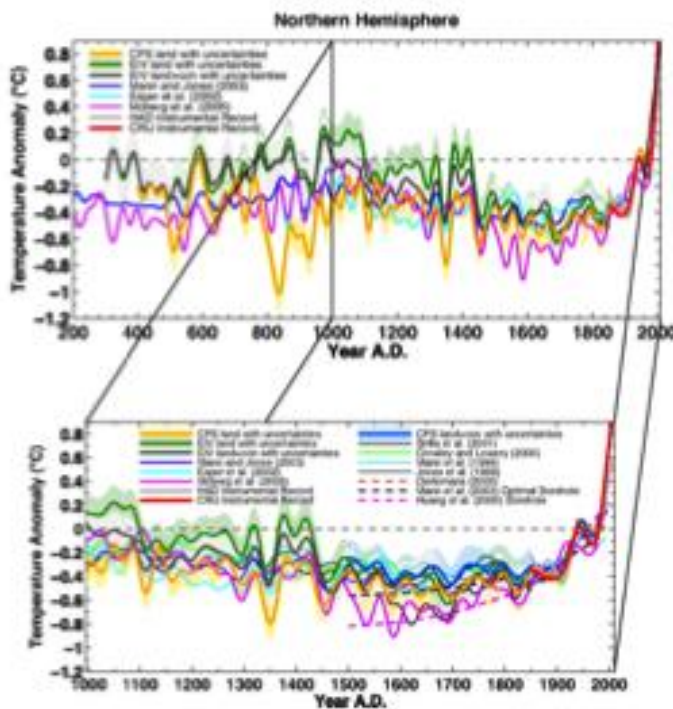 Northern Hemisphere
Temperature Anomaly (°C)
0.8
0.6
0.4
0.2
0
−0.2
−0.4
−0.6
−0.8
−1
−1.2
CPS land with uncertainties
EIV land with uncertainties
EIV land+ocn with uncertainties
Mann and Jones (2003)
Esper et al. (2002)
Moberg et al. (2005)
HAD Instrumental Record
CRU Instrumental Record
200 400 600 800 1000 1200 1400 1600 1800 2000
Year A.D.
Temperature Anomaly (°C)
0.8
0.6
0.4
0.2
0
−0.2
−0.4
−0.6
−0.8
−1
−1.2
CPS land with uncertainties
EIV land with uncertainties
EIV land+ocn with uncertainties
Mann and Jones (2003)
Esper et al. (2002)
Moberg et al. (2005)
HAD Instrumental Record
CRU Instrumental Record
CPS land+ocn with uncertainties
Briffa et al. (2001)
Crowley and Lowery (2000)
Mann et al. (1999)
Jones et al. (1998)
Oerlemans (2005)
Mann et al. (2003) Optimal Borehole
Huang et al. (2000) Borehole
1000 1100 1200 1300 1400 1500 1600 1700 1800 1900 2000
Year A.D.